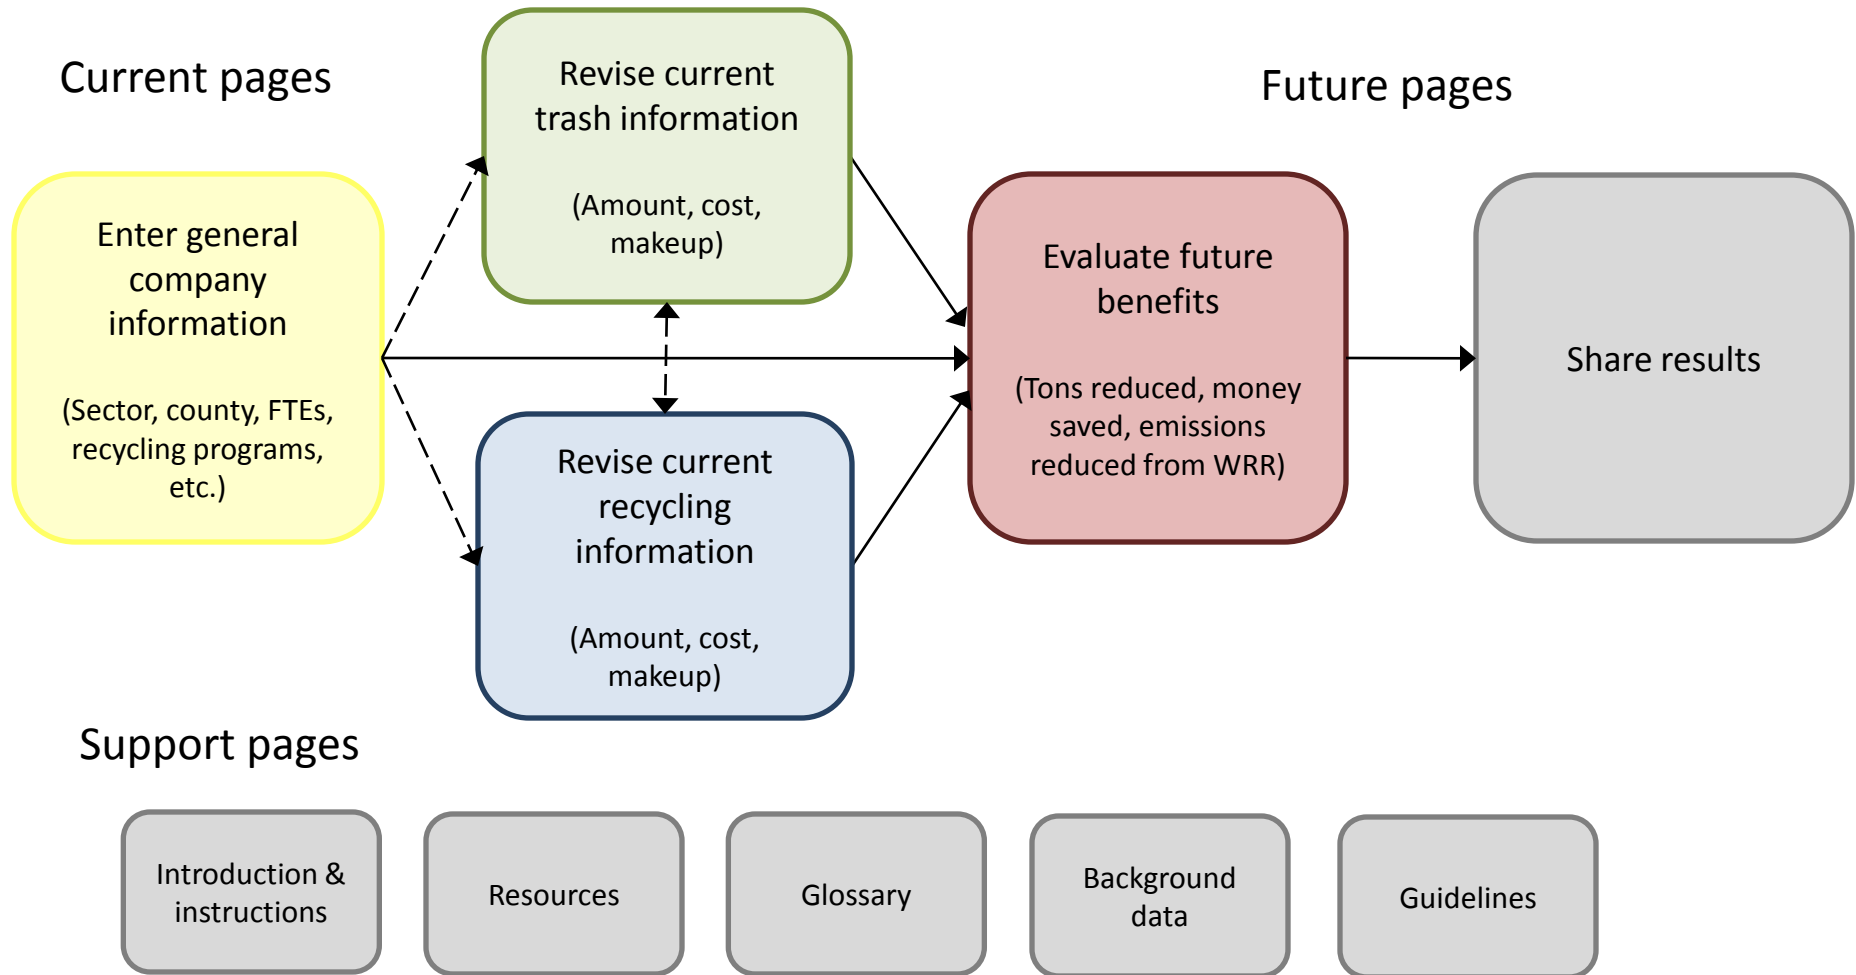 Current pages
Future pages
Enter general
company
information
(Sector, county, FTEs,
recycling programs,
etc.)
Revise current
trash information
(Amount, cost,
makeup)
Revise current
recycling
information
(Amount, cost,
makeup)
Evaluate future
benefits
(Tons reduced, money
saved, emissions
reduced from WRR)
Share results
Support pages
Introduction &
instructions
Resources
Glossary
Background
data
Guidelines